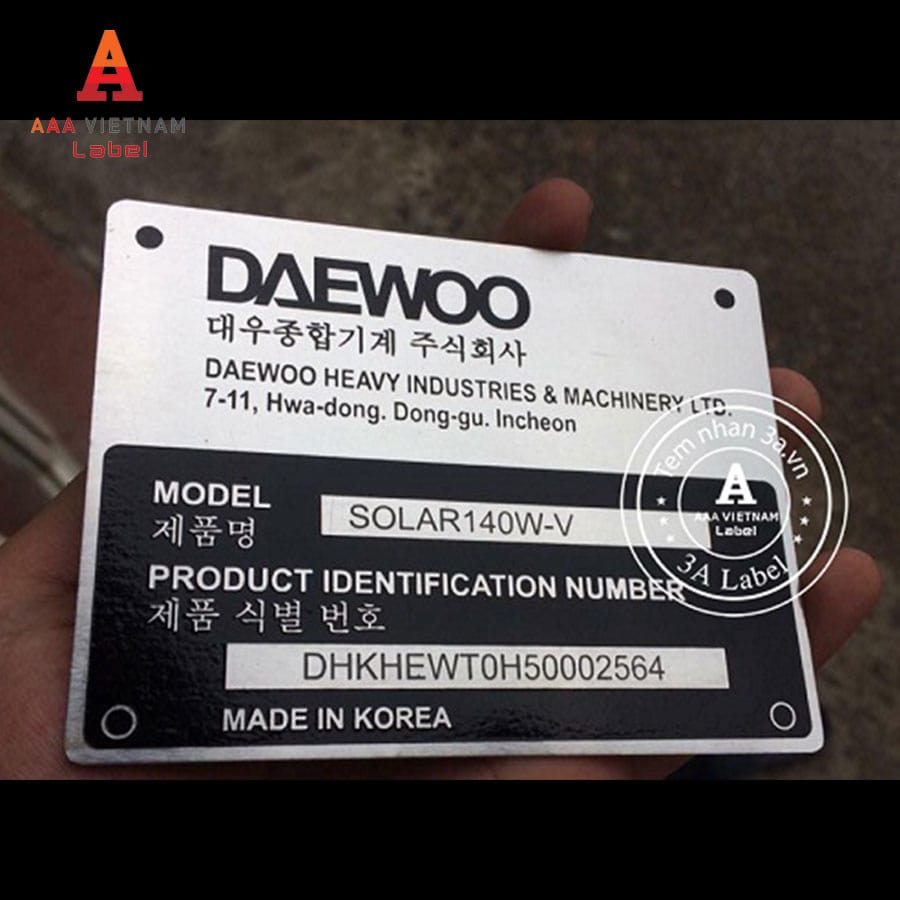 AAA VIETNAM
Label
DAEWOO
대우종합기계 주식회사
DAEWOO HEAVY INDUSTRIES & MACHINERY LTD.
7-11, Hwa-dong. Dong-gu. Incheon
MODEL
제품명
SOLAR140W-V
PRODUCT IDENTIFICATION NUMBER
제품 식별 번호
DHKHEWT0H50002564
MADE IN KOREA
Tem nhan 3a.vn
AAA VIETNAM
Label
3A Label